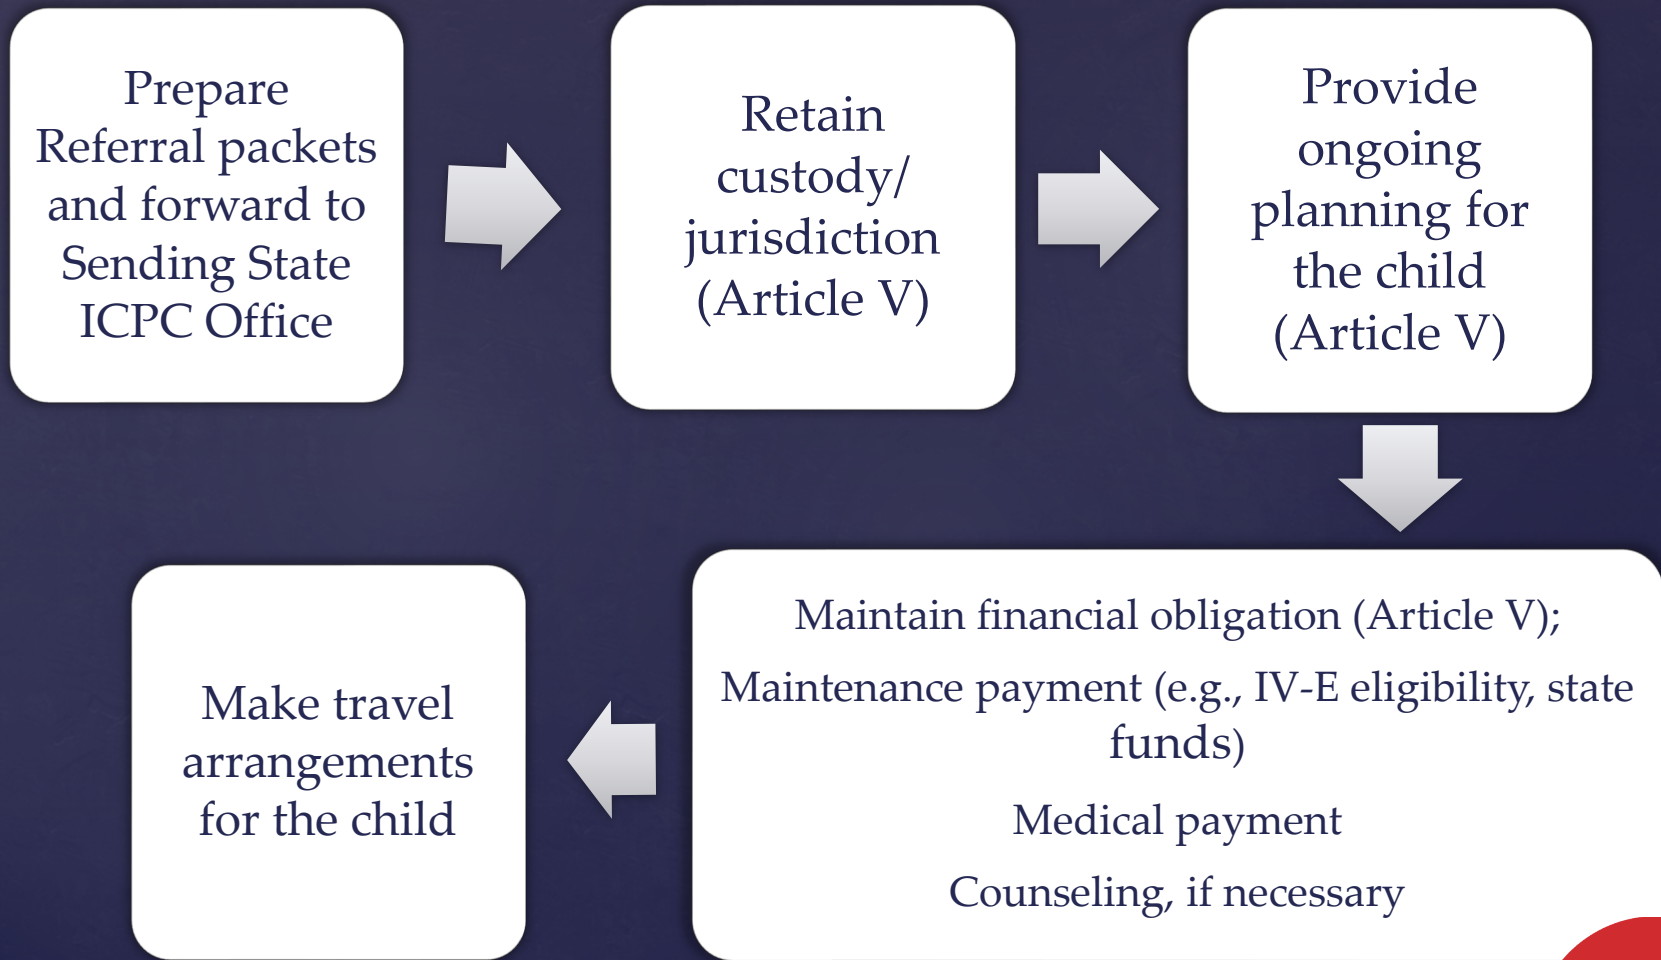 Prepare
Referral packets
and forward to
Sending State
ICPC Office
Retain
custody/
jurisdiction
(Article V)
Provide
ongoing
planning for
the child
(Article V)
Maintain financial obligation (Article V);
Maintenance payment (e.g., IV-E eligibility, state
funds)
Medical payment
Counseling, if necessary
Make travel
arrangements
for the child